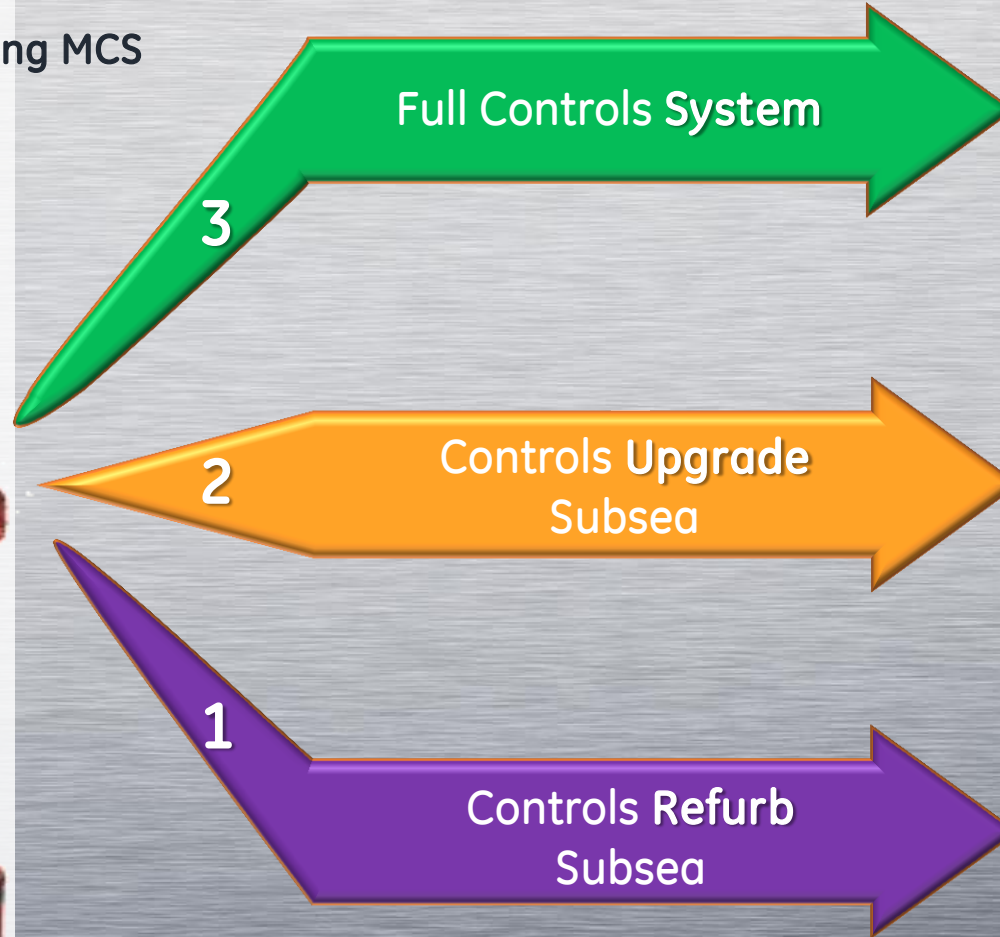 ng MCS
Full Controls System
3
Controls Upgrade
Subsea
2
1
Controls Refurb
Subsea